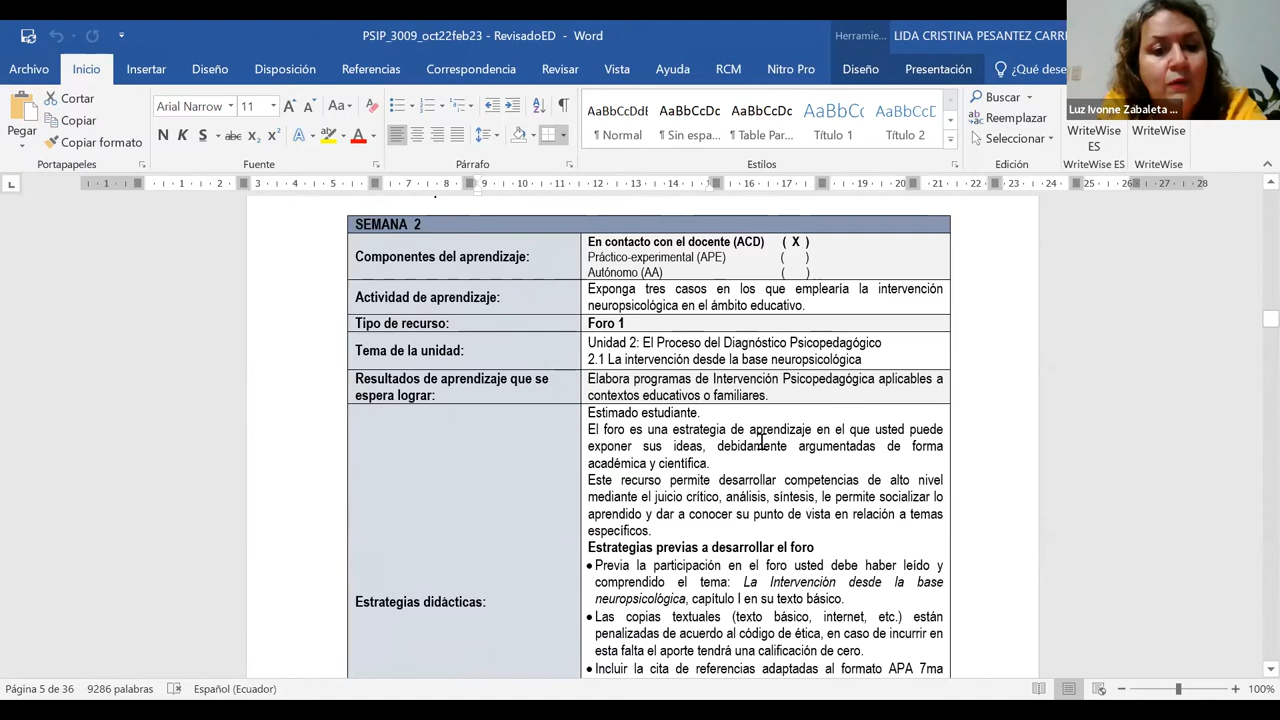 PSIP_3009_oct22feb23 - RevisadoED - Word
Herramie...
LIDA CRISTINA PESANTEZ CARR
Archivo Inicio Insertar Diseño Disposición Referencias Correspondencia Revisar Vista Ayuda RCM Nitro Pro Diseño Presentación ¿Qué dese
Luz Ivonne Zabaleta ...
Pegar
Cortar
Copiar
Copiar formato
Portapapeles
Arial Narrow 11
N K S abc x₂ x²
Fuente
Párrafo
AaBbCcDdE AaBbCcDc AaBbCcDd AaBbCc AaBbCcD
¶ Normal ¶ Sin espa... ¶ Table Par... Título 1 Título 2
Estilos
Buscar
Reemplazar
Seleccionar
Edición
WriteWise ES
WriteWise ES
WriteWise
WriteWise
SEMANA 2
Componentes del aprendizaje:
En contacto con el docente (ACD) ( X )
Práctico-experimental (APE) ( )
Autónomo (AA) ( )
Actividad de aprendizaje:
Exponga tres casos en los que emplearía la intervención
neuropsicológica en el ámbito educativo.
Tipo de recurso:
Foro 1
Tema de la unidad:
Unidad 2: El Proceso del Diagnóstico Psicopedagógico
2.1 La intervención desde la base neuropsicológica
Resultados de aprendizaje que se
espera lograr:
Elabora programas de Intervención Psicopedagógica aplicables a
contextos educativos o familiares.
Estrategias didácticas:
Estimado estudiante.
El foro es una estrategia de aprendizaje en el que usted puede
exponer sus ideas, debidamente argumentadas de forma
académica y científica.
Este recurso permite desarrollar competencias de alto nivel
mediante el juicio crítico, análisis, síntesis, le permite socializar lo
aprendido y dar a conocer su punto de vista en relación a temas
específicos.
Estrategias previas a desarrollar el foro
• Previa la participación en el foro usted debe haber leído y
comprendido el tema: La Intervención desde la base
neuropsicológica, capítulo I en su texto básico.
• Las copias textuales (texto básico, internet, etc.) están
penalizadas de acuerdo al código de ética, en caso de incurrir en
esta falta el aporte tendrá una calificación de cero.
• Incluir la cita de referencias adaptadas al formato APA 7ma
Página 5 de 36 9286 palabras Español (Ecuador) 100%